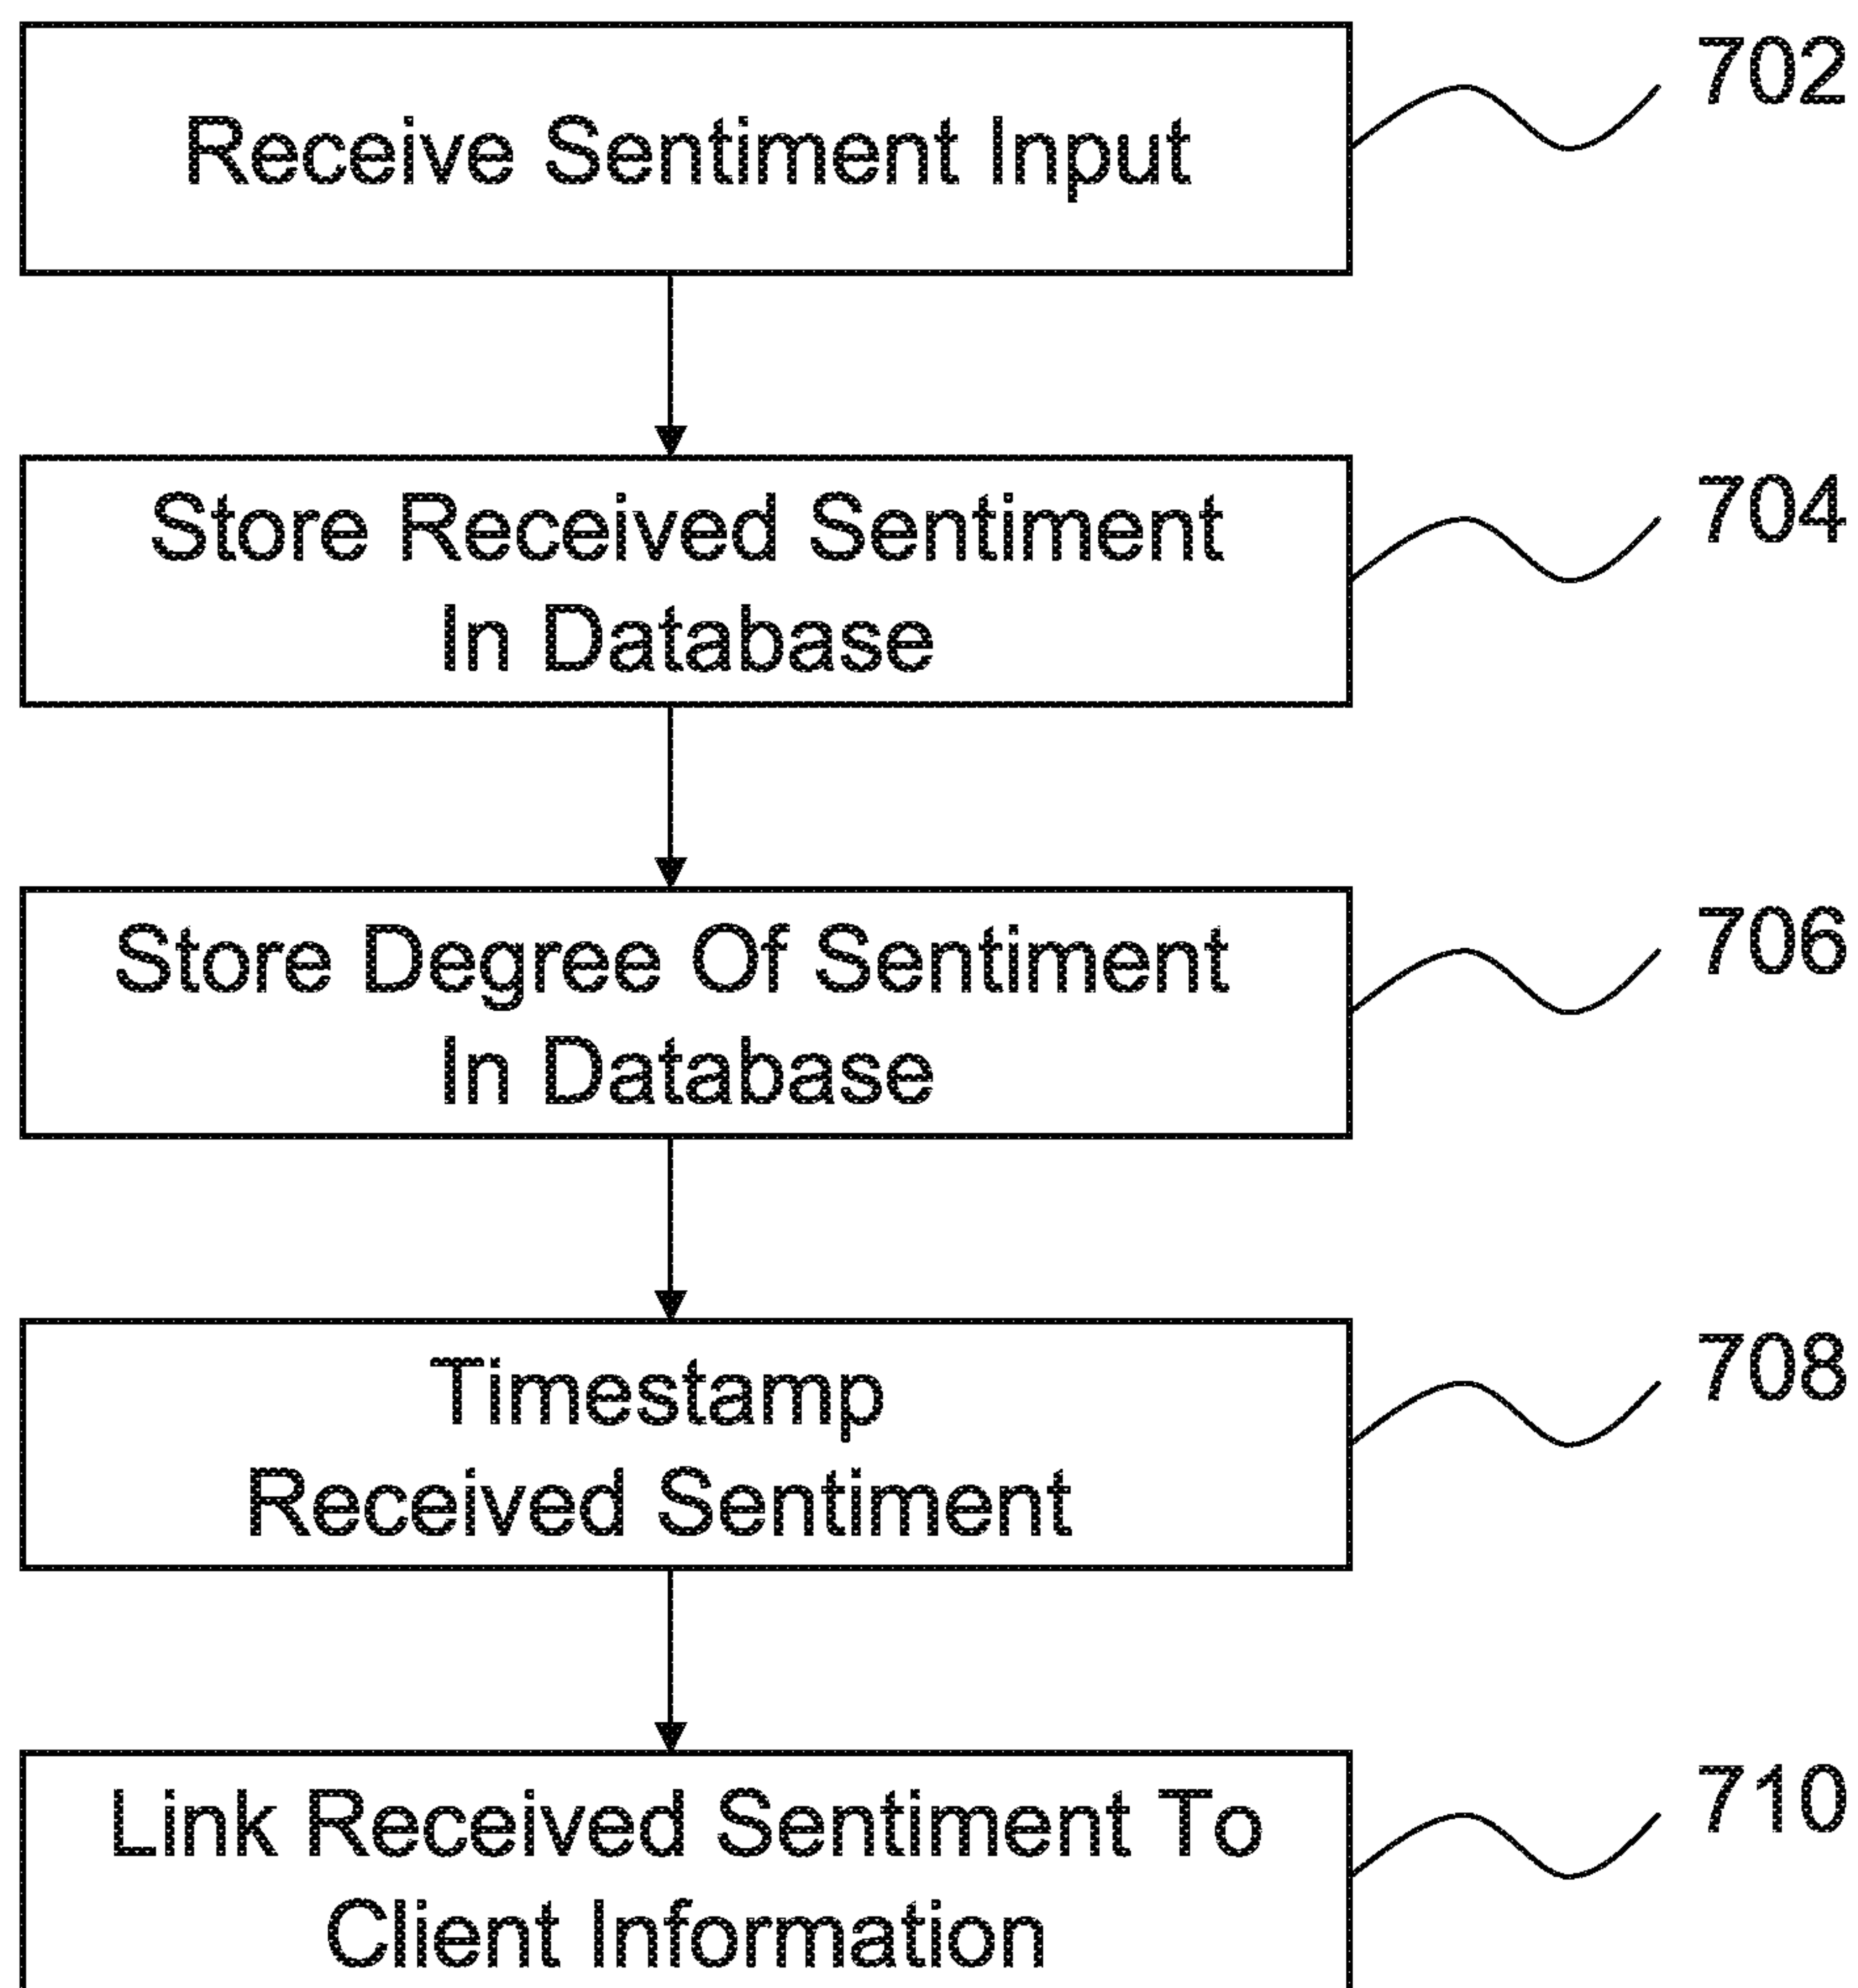 Receive Sentiment Input
702
Store Received Sentiment
In Database
704
Store Degree Of Sentiment
In Database
706
Timestamp
Received Sentiment
708
Link Received Sentiment To
Client Information
710